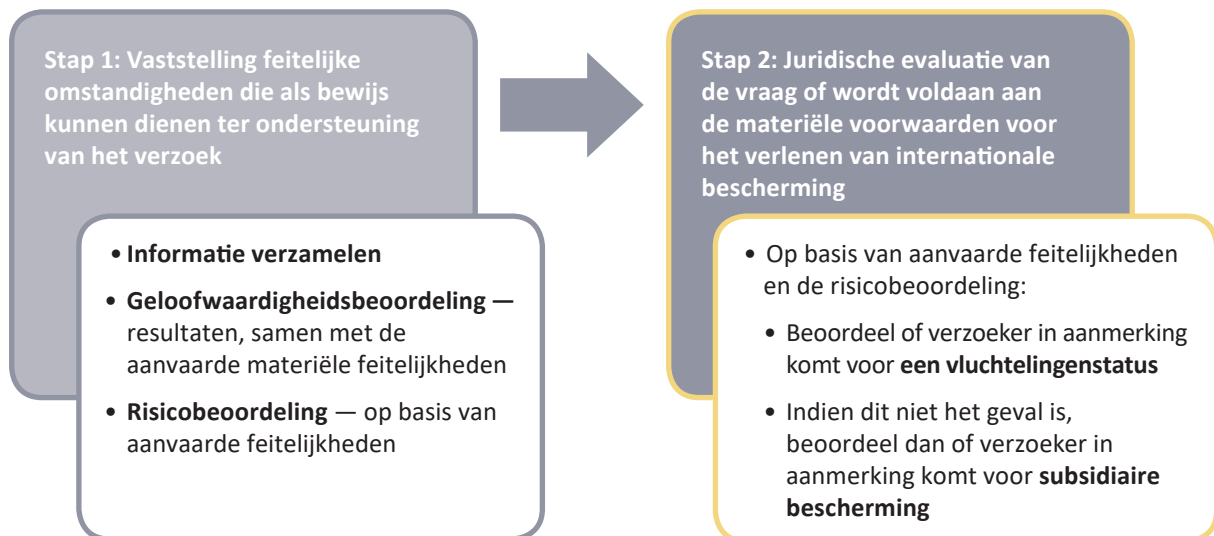 Stap 1: Vaststelling feitelijke
omstandigheden die als bewijs
kunnen dienen ter ondersteuning
van het verzoek
• Informatie verzamelen
• Geloofwaardigheidsbeoordeling —
resultaten, samen met de
aanvaarde materiële feitelijkheden
• Risicobeoordeling — op basis van
aanvaarde feitelijkheden
Stap 2: Juridische evaluatie van
de vraag of wordt voldaan aan
de materiële voorwaarden voor
het verlenen van internationale
bescherming
• Op basis van aanvaarde feitelijkheden
en de risicobeoordeling:
• Beoordeel of verzoeker in aanmerking
komt voor een vluchtelingenstatus
• Indien dit niet het geval is,
beoordeel dan of verzoeker in
aanmerking komt voor subsidiaire
bescherming